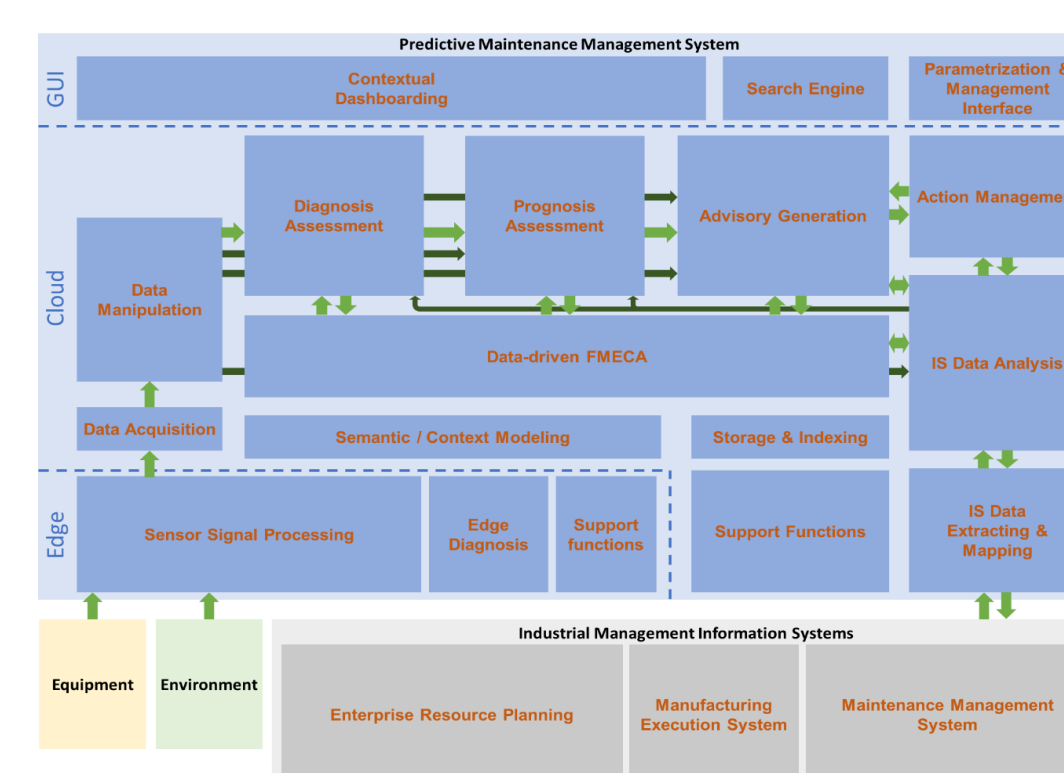 Predictive Maintenance Management System
GUI
Contextual
Dashboarding
Search Engine
Parametrization &
Management
Interface
Cloud
Diagnosis
Assessment
Prognosis
Assessment
Advisory Generation
Action Manageme
Data
Manipulation
Data-driven FMECA
IS Data Analysis
Data Acquisition
Semantic / Context Modeling
Storage & Indexing
Edge
Sensor Signal Processing
Edge
Diagnosis
Support
functions
Support Functions
IS Data
Extracting &
Mapping
Equipment
Environment
Industrial Management Information Systems
Enterprise Resource Planning
Manufacturing
Execution System
Maintenance Management
System